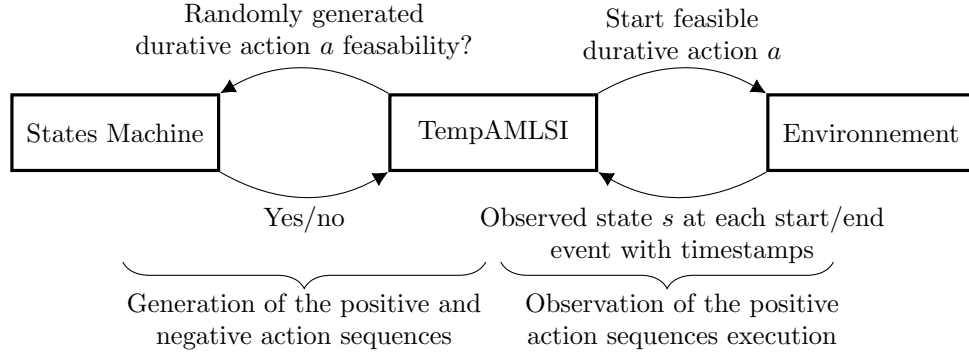 Randomly generated
durative action a feasability?
Start feasible
durative action a
States Machine
TempAMLSI
Environnement
Yes/no
Observed state s at each start/end
event with timestamps
Generation of the positive and
negative action sequences
Observation of the positive
action sequences execution